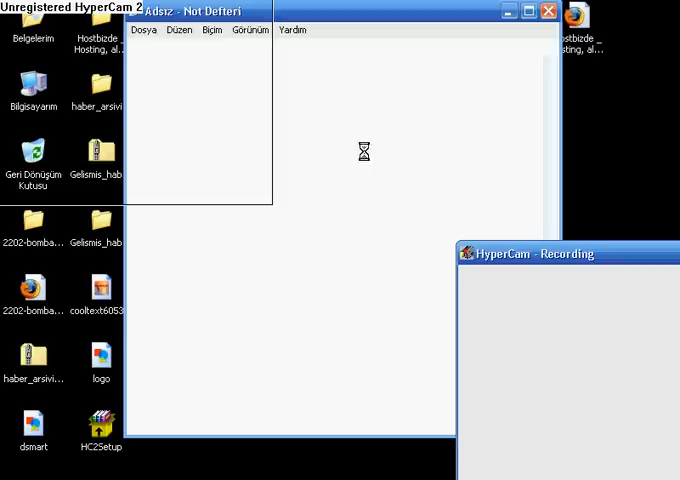 Unregistered HyperCam 2
Adsız - Not Defteri
Dosya Düzen Biçim Görünüm Yardım
Belgelerim
Hostbizde _
Hosting, al...
Hostbizde _
sting, al...
Bilgisayarım
haber_arsivi
Geri Dönüşüm
Kutusu
Gelismis_hab
2202-bomba...
Gelismis_hab
HyperCam - Recording
2202-bomba...
cooltext6053
haber_arsivi...
logo
dsmart
HC2Setup